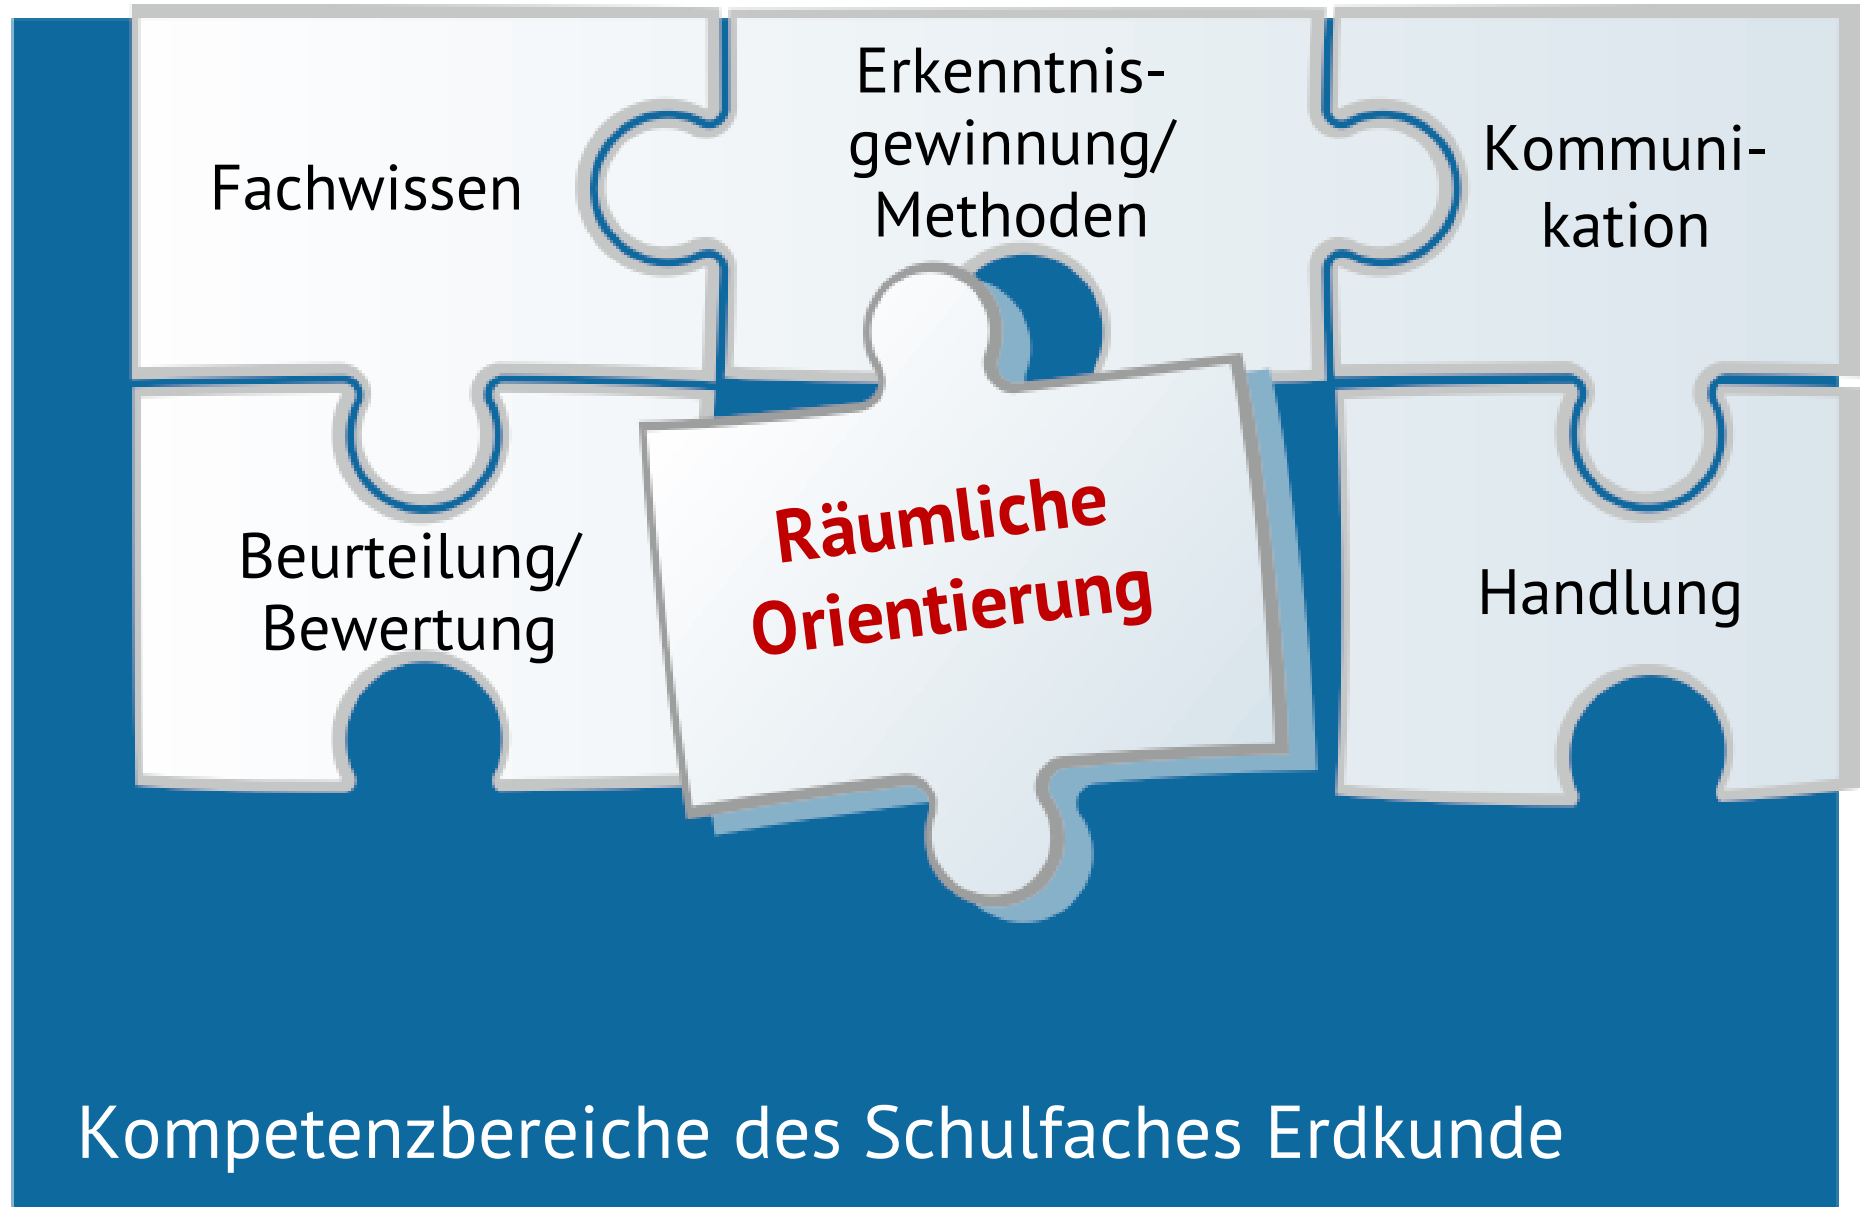 Fachwissen
Erkenntnis-
gewinnung/
Methoden
Kommuni-
kation
Beurteilung/
Bewertung
Räumliche
Orientierung
Handlung
Kompetenzbereiche des Schulfaches Erdkunde